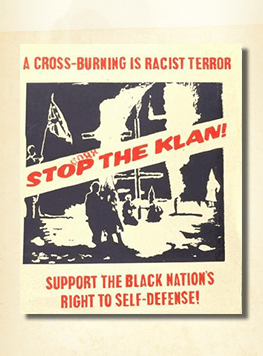 A CROSS-BURNING IS RACIST TERROR
STOP THE KLAN!
SUPPORT THE BLACK NATION'S
RIGHT TO SELF-DEFENSE!